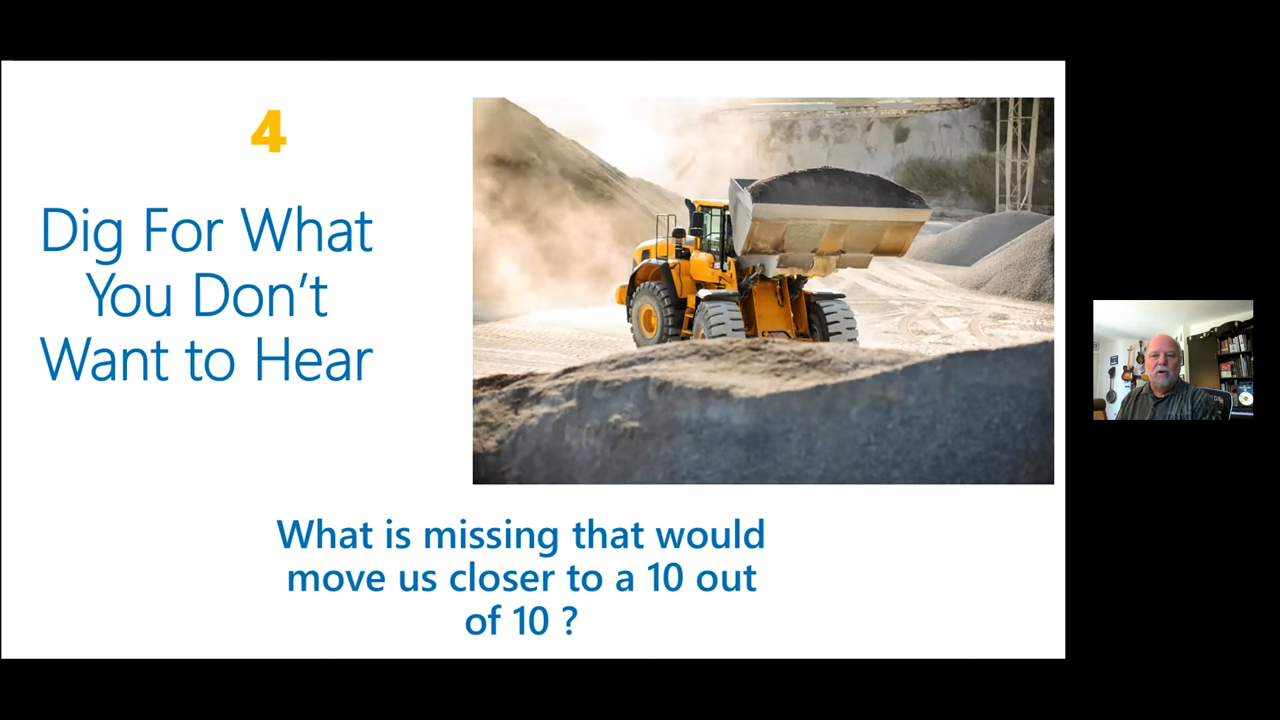 4
Dig For What
You Don’t
Want to Hear
What is missing that would
move us closer to a 10 out
of 10 ?